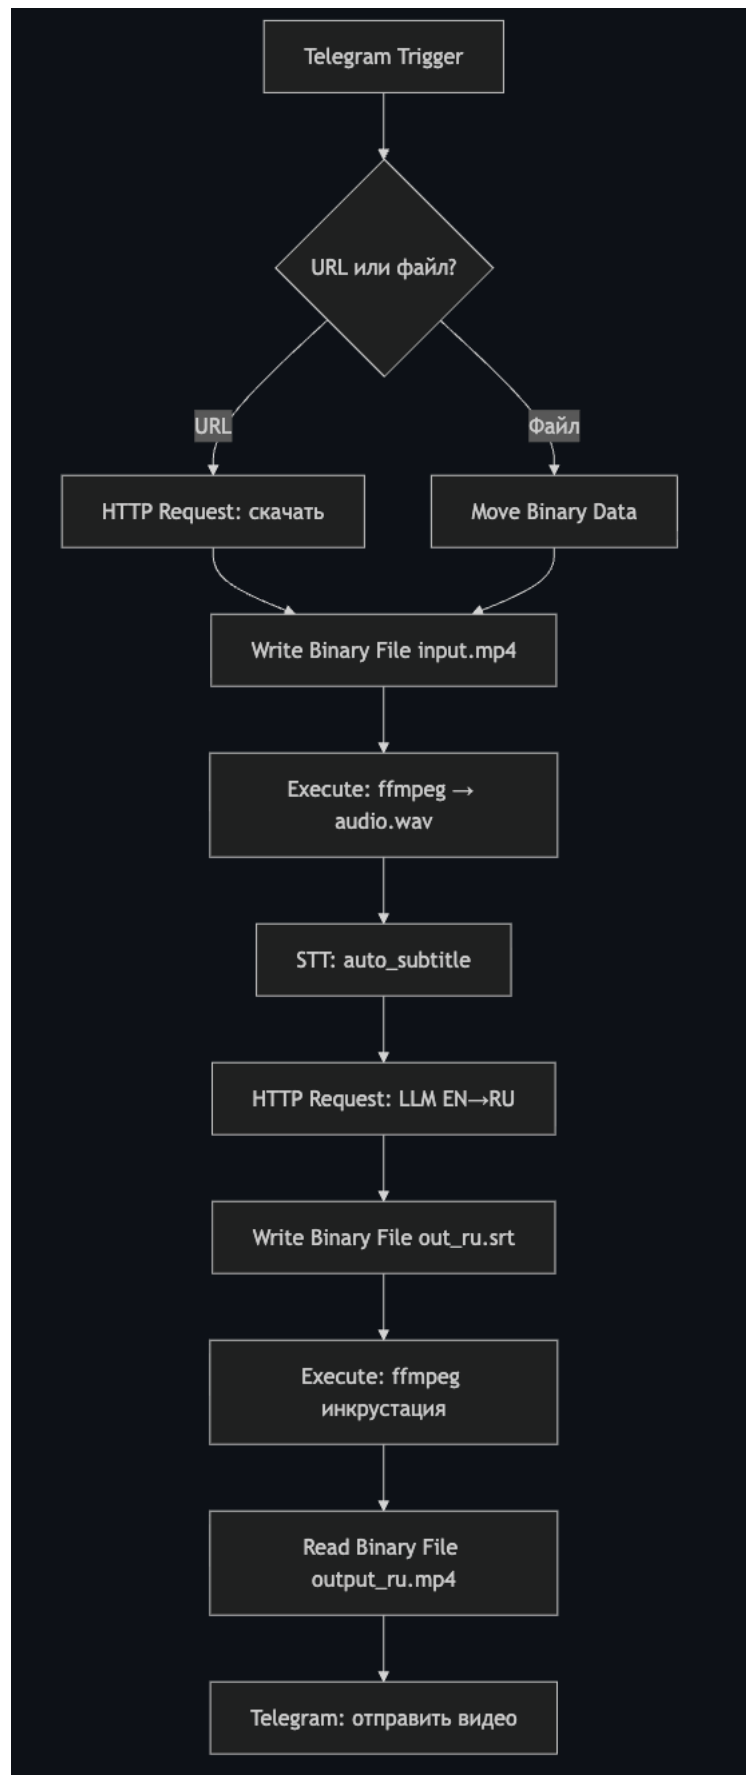 Telegram Trigger
URL или файл?
URL
Файл
HTTP Request: скачать
Move Binary Data
Write Binary File input.mp4
Execute: ffmpeg →
audio.wav
STT: auto_subtitle
HTTP Request: LLM EN→RU
Write Binary File out_ru.srt
Execute: ffmpeg
инкрустация
Read Binary File
output_ru.mp4
Telegram: отправить видео